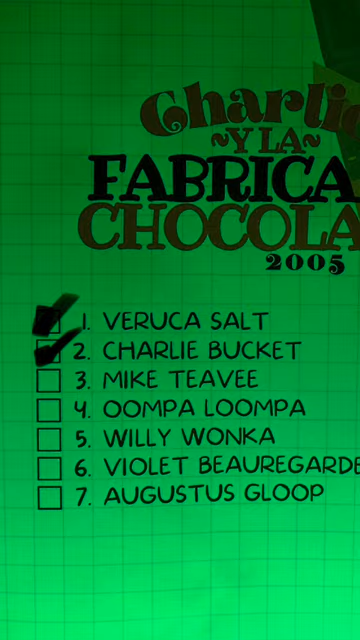 Charlie
~Y LA~
FABRICA
CHOCOLA
2005
1. VERUCA SALT
2. CHARLIE BUCKET
3. MIKE TEAVEE
4. OOMPA LOOMPA
5. WILLY WONKA
6. VIOLET BEAUREGARDE
7. AUGUSTUS GLOOP